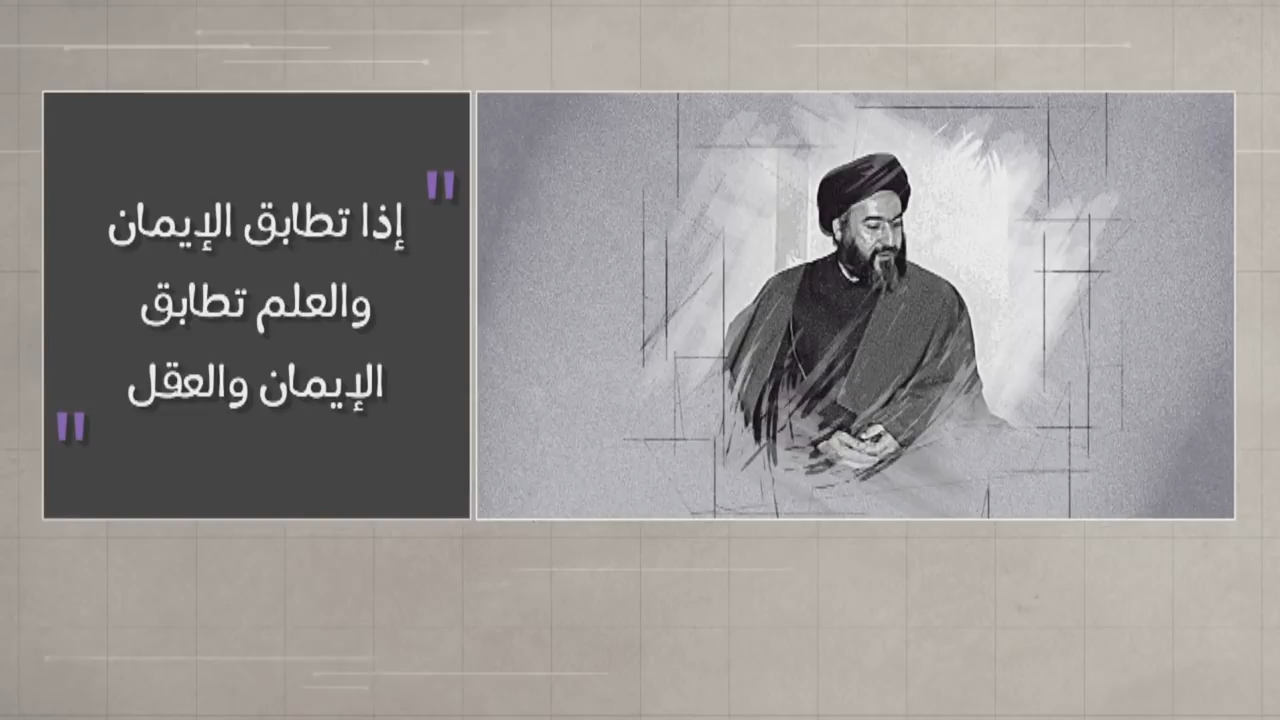 "إذا تطابق الإيمان
والعلم تطابق
الإيمان والعقل"